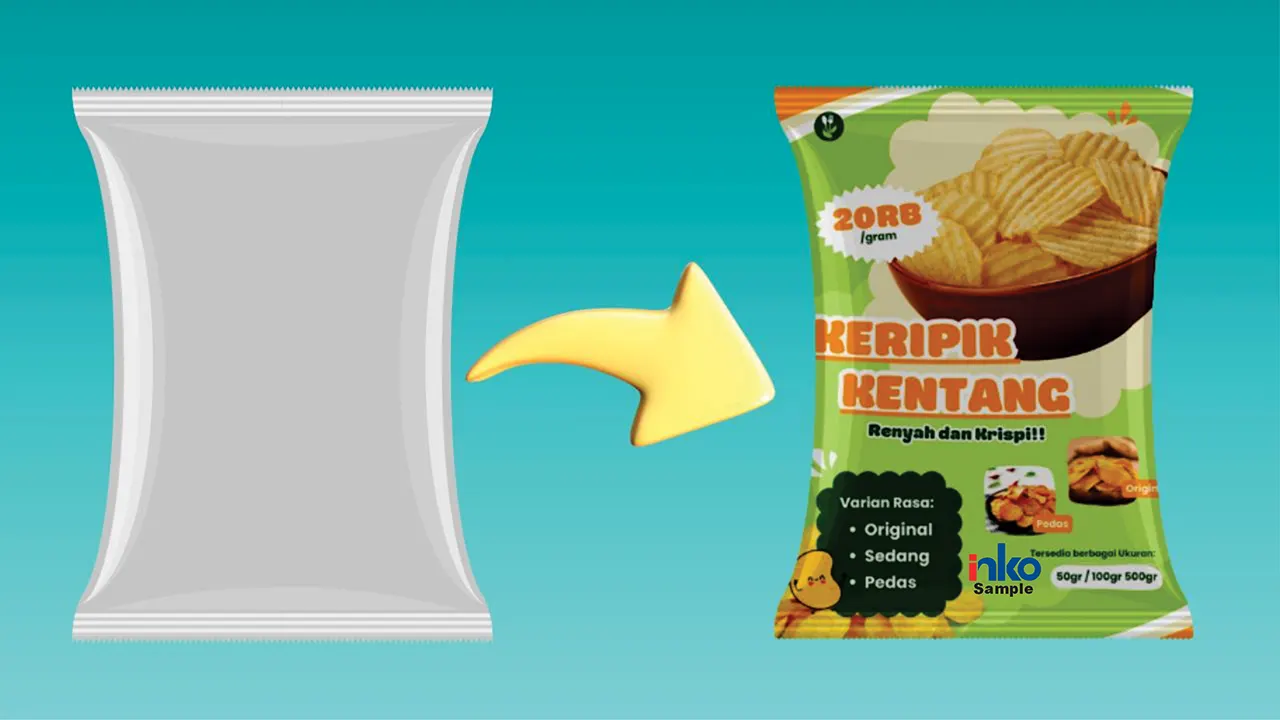 20RB
/gram
KERIPIK
KENTANG
Renyah dan Krispi!!
Varian Rasa:
• Original
• Sedang
• Pedas
Origin
Pedas
Tersedia berbagai Ukuran:
50gr / 100gr 500gr
inko
Sample